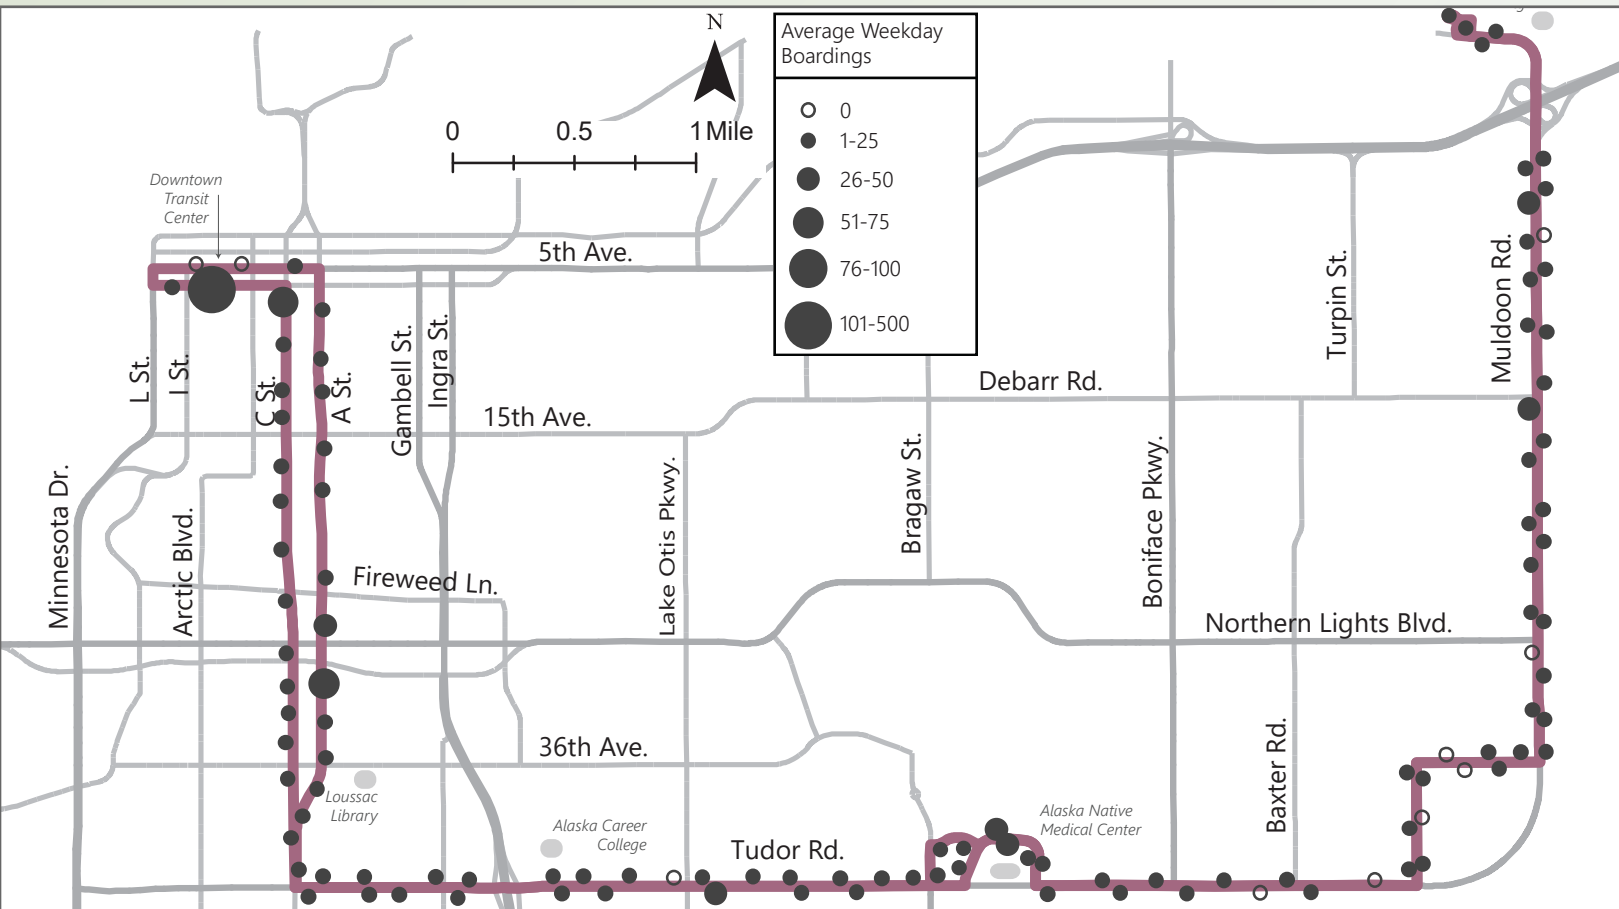 N
0 0.5 1 Mile
Average Weekday
Boardings
0
1-25
26-50
51-75
76-100
101-500
Downtown
Transit
Center
5th Ave.
L St.
I St.
C St.
A St.
Gambell St.
Ingra St.
15th Ave.
Debarr Rd.
Turpin St.
Muldoon Rd.
Minnesota Dr.
Arctic Blvd.
Fireweed Ln.
Lake Otis Pkwy.
Bragaw St.
Boniface Pkwy.
Northern Lights Blvd.
36th Ave.
Baxter Rd.
Loussac
Library
Alaska Career
College
Tudor Rd.
Alaska Native
Medical Center